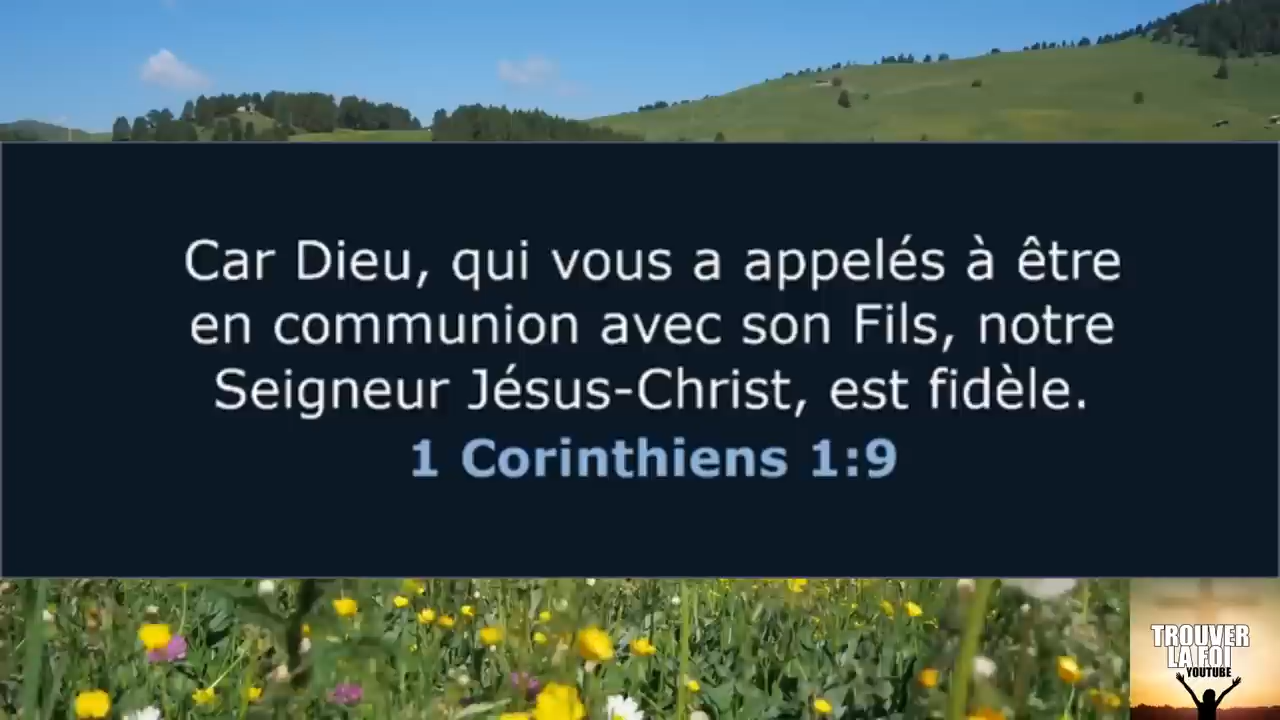 Car Dieu, qui vous a appelés à être
en communion avec son Fils, notre
Seigneur Jésus-Christ, est fidèle.
1 Corinthiens 1:9
TROUVER
LA FOI
YOUTUBE